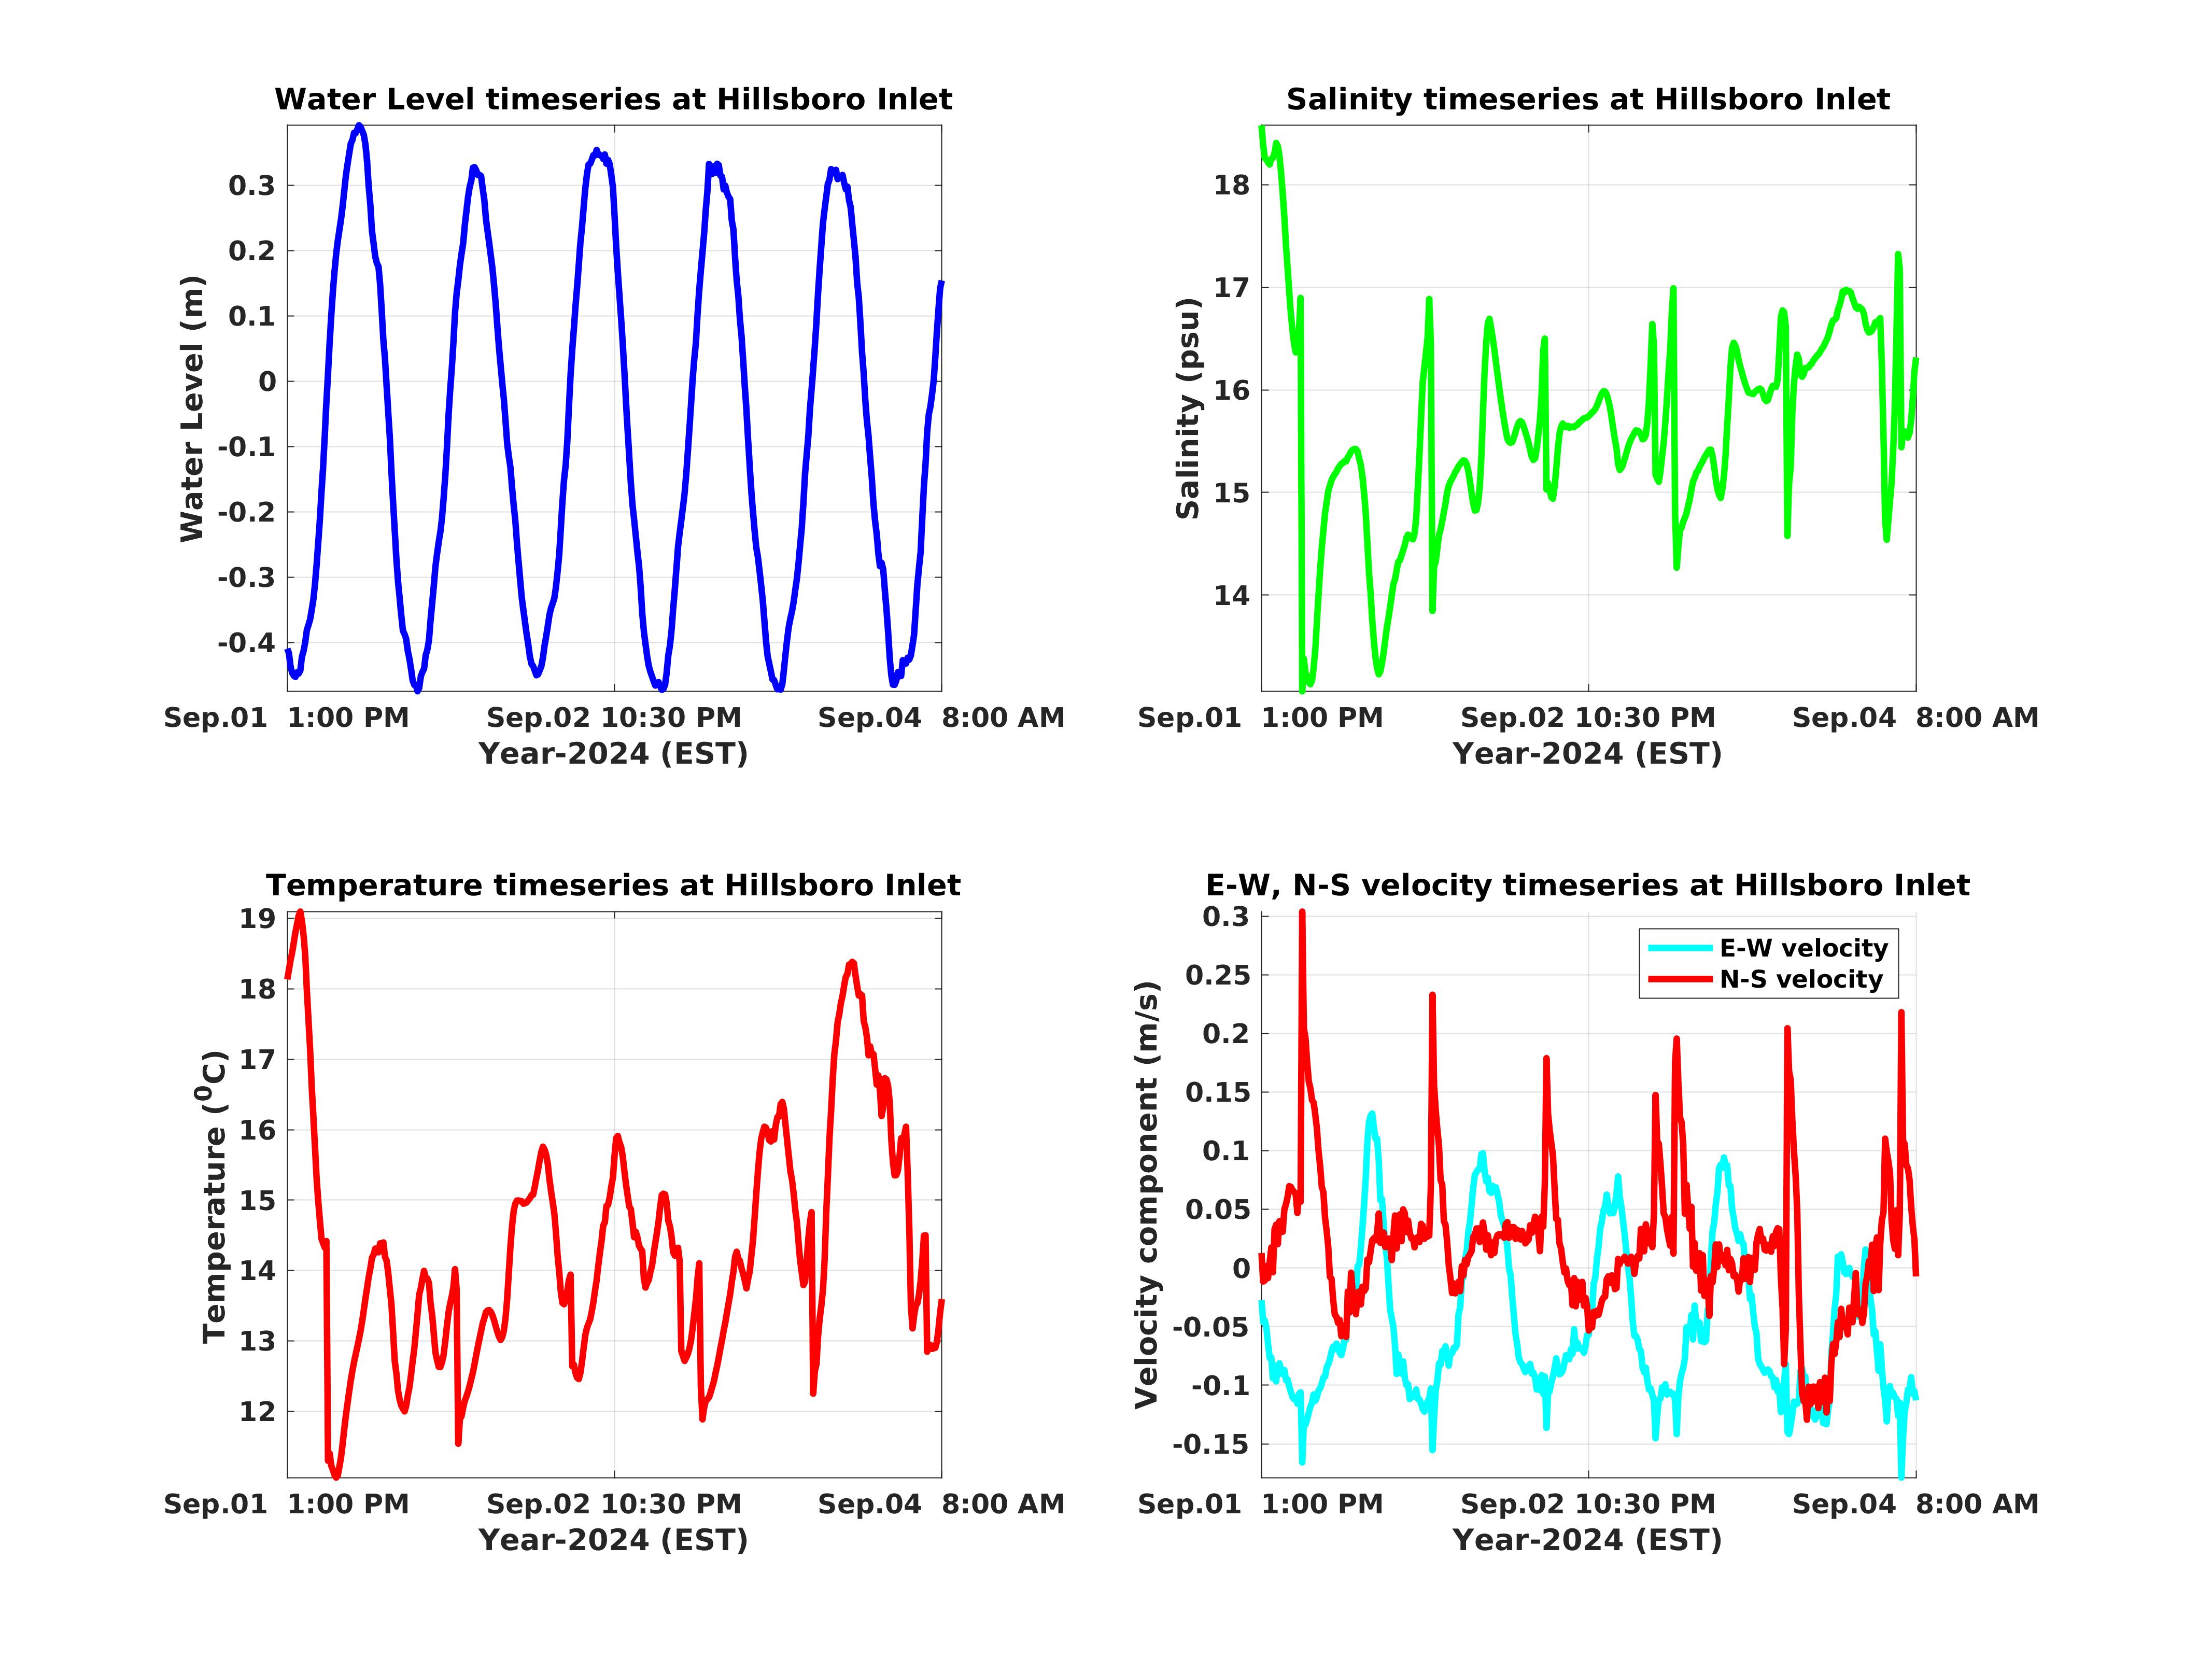 Water Level timeseries at Hillsboro Inlet
Water Level (m)
0.3
0.2
0.1
0
-0.1
-0.2
-0.3
-0.4
Sep.01 1:00 PM Sep.02 10:30 PM Sep.04 8:00 AM
Year-2024 (EST)
Salinity timeseries at Hillsboro Inlet
Salinity (psu)
18
17
16
15
14
Sep.01 1:00 PM Sep.02 10:30 PM Sep.04 8:00 AM
Year-2024 (EST)
Temperature timeseries at Hillsboro Inlet
Temperature (⁰C)
19
18
17
16
15
14
13
12
Sep.01 1:00 PM Sep.02 10:30 PM Sep.04 8:00 AM
Year-2024 (EST)
E-W, N-S velocity timeseries at Hillsboro Inlet
Velocity component (m/s)
0.3
0.25
0.2
0.15
0.1
0.05
0
-0.05
-0.1
-0.15
E-W velocity
N-S velocity
Sep.01 1:00 PM Sep.02 10:30 PM Sep.04 8:00 AM
Year-2024 (EST)